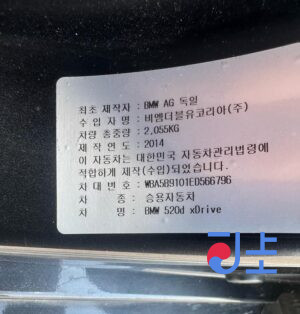 최초 제작자 : BMW AG 독일
수 입 자 명 : 비엠더블유코리아(주)
차량 총중량 : 2,055KG
제 작 연 도 : 2014
이 자동차는 대한민국 자동차관리법령에
적합하게 제작(수입)되었습니다.
차 대 번 호 : WBA5B9101ED566796
차 종 : 승용자동차
차 명 : BMW 520d xDrive